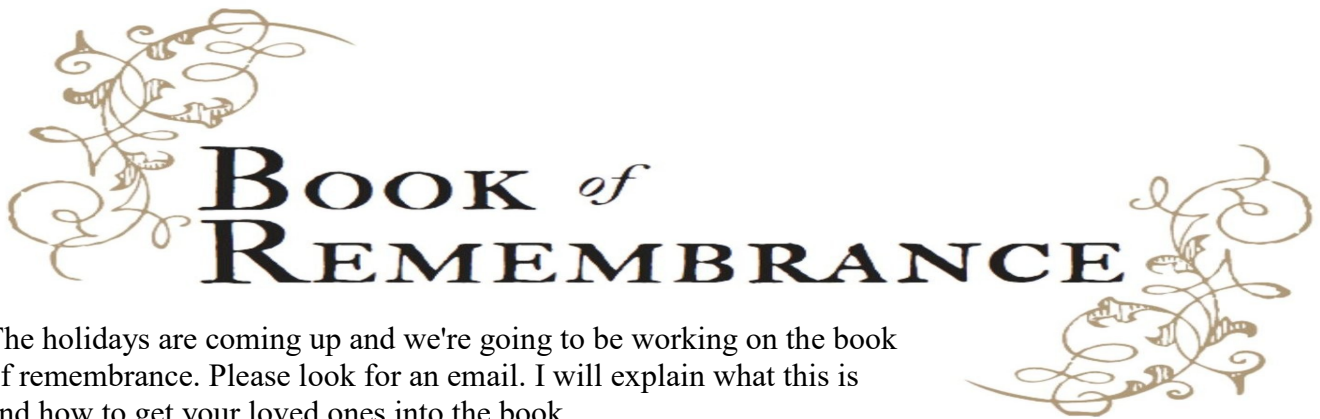 BOOK of
REMEMBRANCE
The holidays are coming up and we're going to be working on the book
of remembrance. Please look for an email. I will explain what this is
and how to get your loved ones into the book